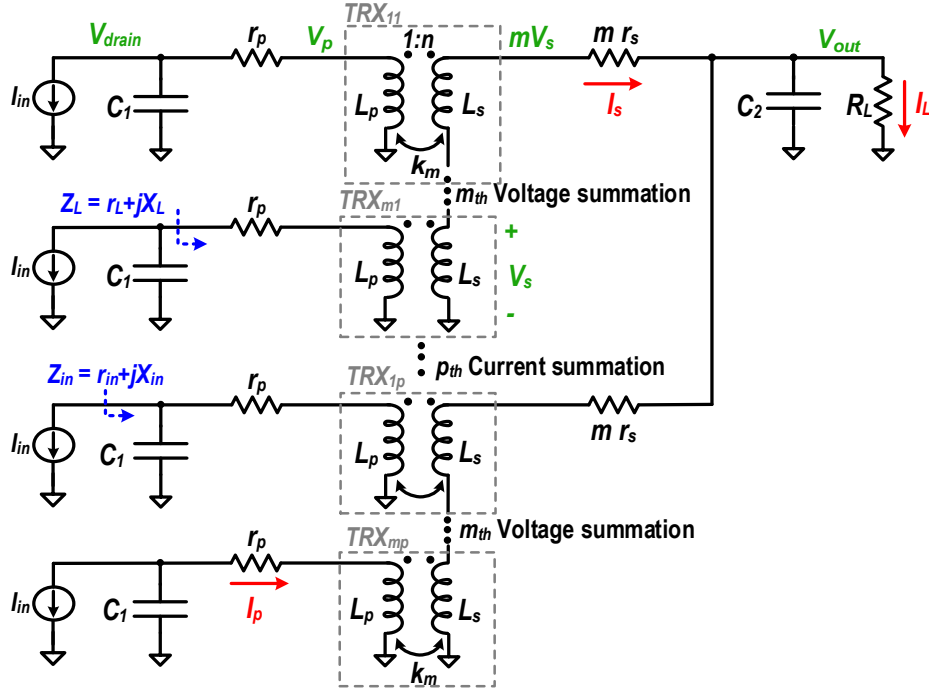 TRX11
Vdrain rp Vp 1:n mVs m rs Vout
Iin C1 Lp Ls Is C2 RL IL
km
mth Voltage summation
ZL = rL+jXL rp TRXm1
+
Iin C1 Lp Ls Vs
-
pth Current summation
Zin = rin+jXin rp TRX1p
Iin C1 Lp Ls m rs
mth Voltage summation
rp TRXmp
Iin C1 Ip Lp Ls
km